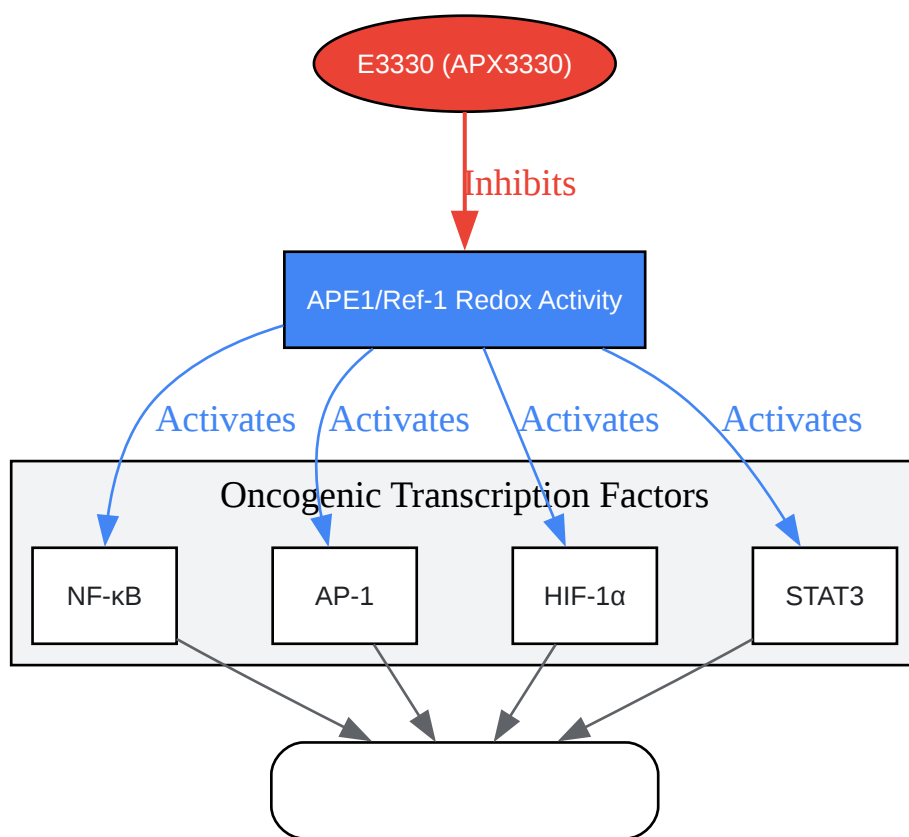 E3330 (APX3330)
Inhibits
APE1/Ref-1 Redox Activity
Activates
Activates
Activates
Activates
Oncogenic Transcription Factors
NF-κB
AP-1
HIF-1α
STAT3